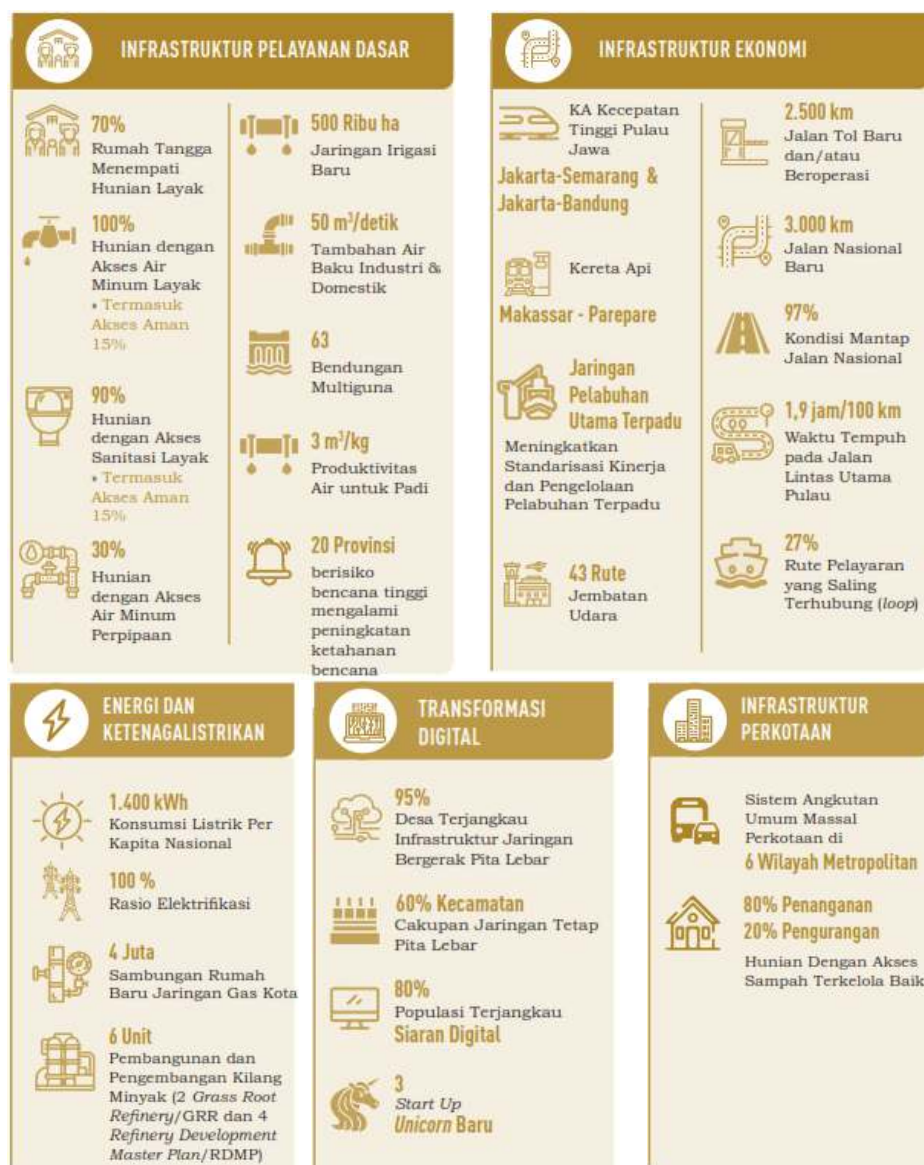 INFRASTRUKTUR PELAYANAN DASAR
70%
Rumah Tangga
Menempati
Hunian Layak
100%
Hunian dengan
Akses Air
Minum Layak
• Termasuk
Akses Aman
15%
90%
Hunian
dengan Akses
Sanitasi Layak
• Termasuk
Akses Aman
15%
30%
Hunian
dengan Akses
Air Minum
Perpipaan
500 Ribu ha
Jaringan Irigasi
Baru
50 m³/detik
Tambahan Air
Baku Industri &
Domestik
63
Bendungan
Multiguna
3 m³/kg
Produktivitas
Air untuk Padi
20 Provinsi
berisiko
bencana tinggi
mengalami
peningkatan
ketahanan
bencana
INFRASTRUKTUR EKONOMI
KA Kecepatan
Tinggi Pulau
Jawa
Jakarta-Semarang &
Jakarta-Bandung
Kereta Api
Makassar - Parepare
Jaringan
Pelabuhan
Utama Terpadu
Meningkatkan
Standarisasi Kinerja
dan Pengelolaan
Pelabuhan Terpadu
43 Rute
Jembatan
Udara
2.500 km
Jalan Tol Baru
dan/atau
Beroperasi
3.000 km
Jalan Nasional
Baru
97%
Kondisi Mantap
Jalan Nasional
1,9 jam/100 km
Waktu Tempuh
pada Jalan
Lintas Utama
Pulau
27%
Rute Pelayaran
yang Saling
Terhubung (loop)
ENERGI DAN
KETENAGALISTRIKAN
1.400 kWh
Konsumsi Listrik Per
Kapita Nasional
100 %
Rasio Elektrifikasi
4 Juta
Sambungan Rumah
Baru Jaringan Gas Kota
6 Unit
Pembangunan dan
Pengembangan Kilang
Minyak (2 Grass Root
Refinery/GRR dan 4
Refinery Development
Master Plan/RDMP)
TRANSFORMASI
DIGITAL
95%
Desa Terjangkau
Infrastruktur Jaringan
Bergerak Pita Lebar
60% Kecamatan
Cakupan Jaringan Tetap
Pita Lebar
80%
Populasi Terjangkau
Siaran Digital
3
Start Up
Unicorn Baru
INFRASTRUKTUR
PERKOTAAN
Sistem Angkutan
Umum Massal
Perkotaan di
6 Wilayah Metropolitan
80% Penanganan
20% Pengurangan
Hunian Dengan Akses
Sampah Terkelola Baik